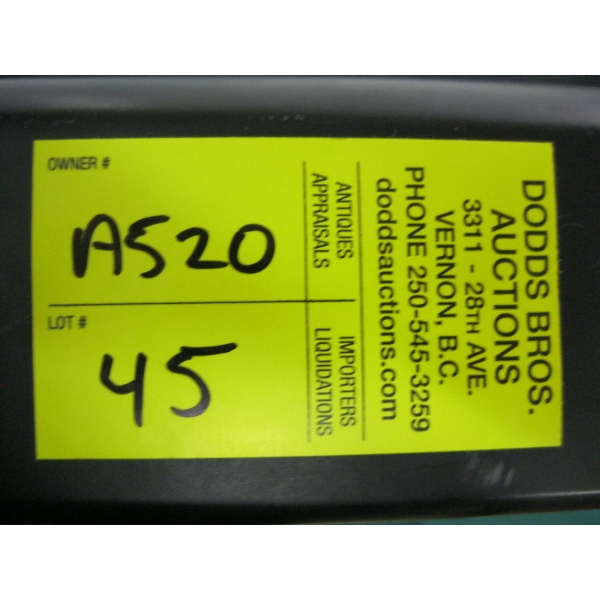 DODDS BROS.
AUCTIONS
3311 - 28TH AVE.
VERNON, B.C.
PHONE 250-545-3259
doddsauctions.com
ANTIQUES
APPRAISALS
IMPORTERS
LIQUIDATIONS
OWNER #
A520
LOT #
45